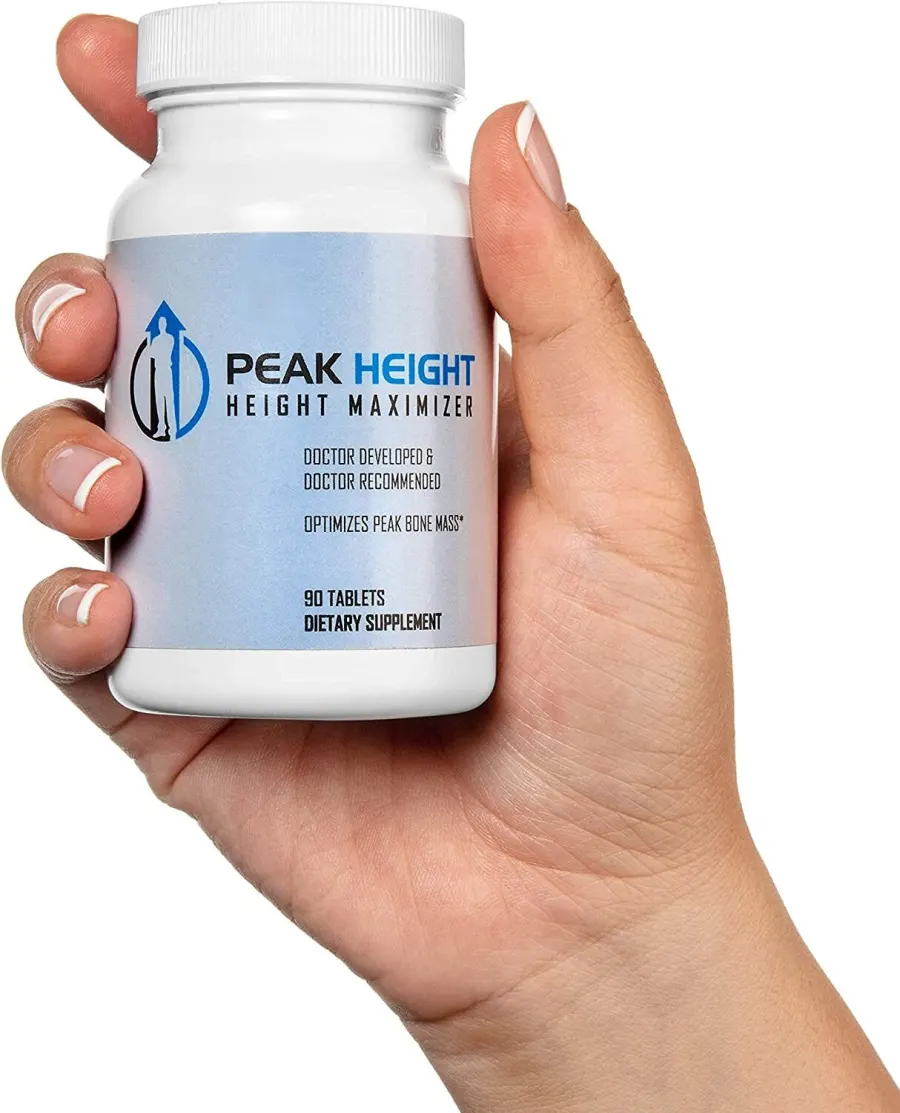 PEAK HEIGHT
HEIGHT MAXIMIZER
DOCTOR DEVELOPED &
DOCTOR RECOMMENDED
OPTIMIZES PEAK BONE MASS*
90 TABLETS
DIETARY SUPPLEMENT